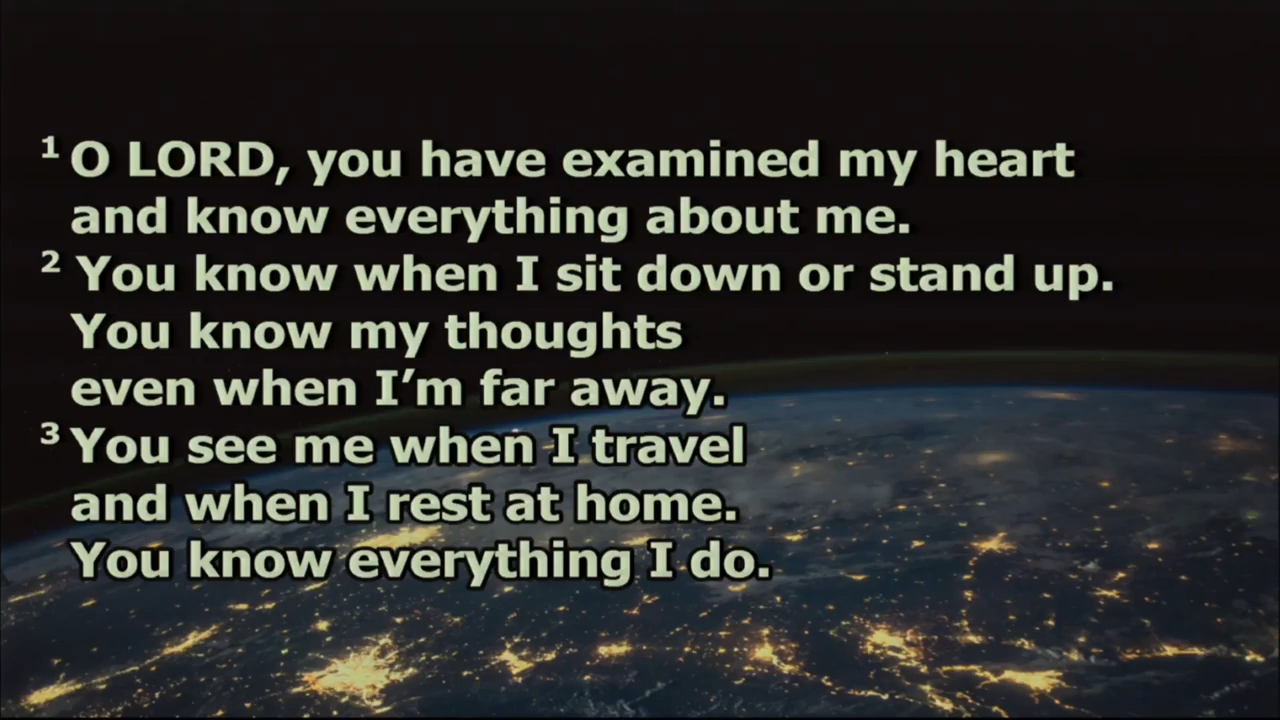 ¹ O LORD, you have examined my heart
and know everything about me.
² You know when I sit down or stand up.
You know my thoughts
even when I’m far away.
³ You see me when I travel
and when I rest at home.
You know everything I do.